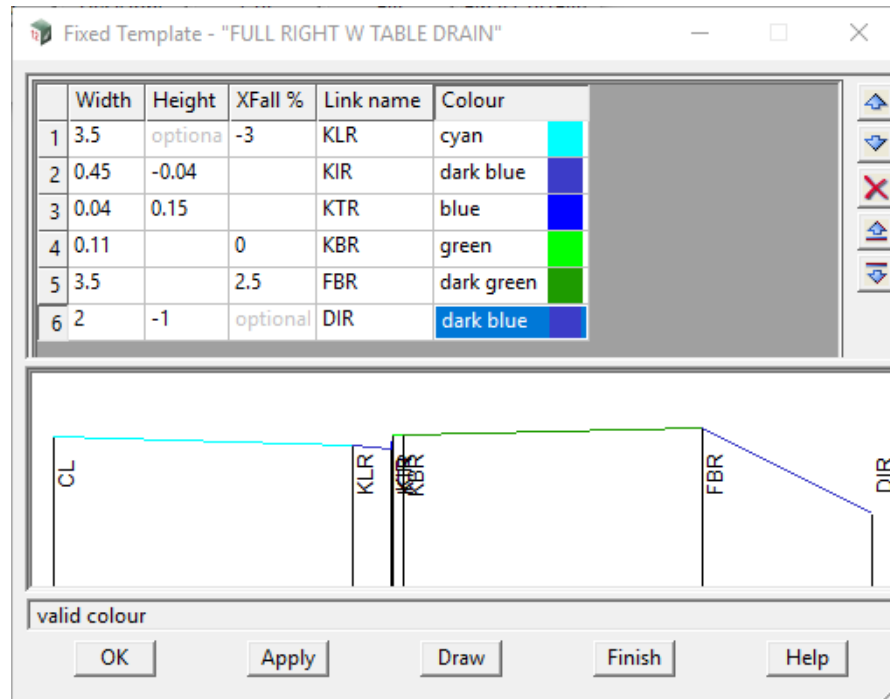 Fixed Template - "FULL RIGHT W TABLE DRAIN"
Width Height XFall % Link name Colour
1 3.5 optiona -3 KLR cyan
2 0.45 -0.04 KIR dark blue
3 0.04 0.15 KTR blue
4 0.11 0 KBR green
5 3.5 2.5 FBR dark green
6 2 -1 optional DIR dark blue
CL KLR KBR FBR DIR
valid colour
OK Apply Draw Finish Help